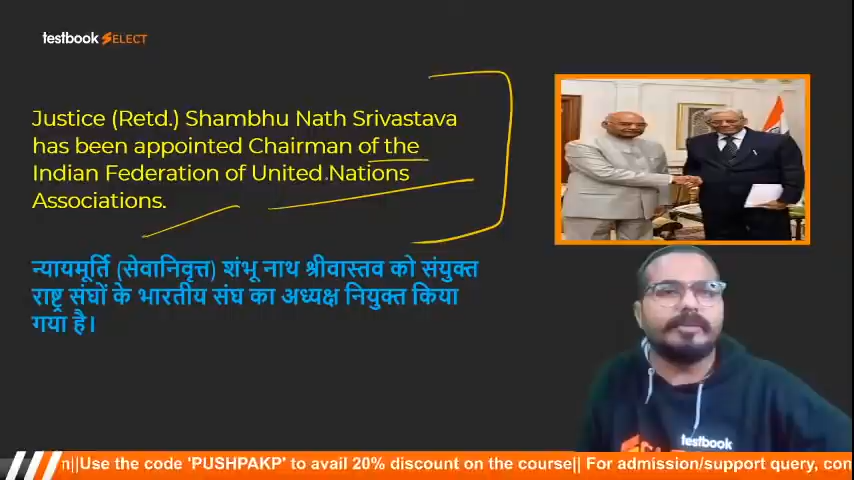 testbook SELECT
Justice (Retd.) Shambhu Nath Srivastava
has been appointed Chairman of the
Indian Federation of United Nations
Associations.
न्यायमूर्ति (सेवानिवृत्त) शंभू नाथ श्रीवास्तव को संयुक्त
राष्ट्र संघों के भारतीय संघ का अध्यक्ष नियुक्त किया
गया है।
testbook
n||Use the code 'PUSHPAKP' to avail 20% discount on the course|| For admission/support query, con